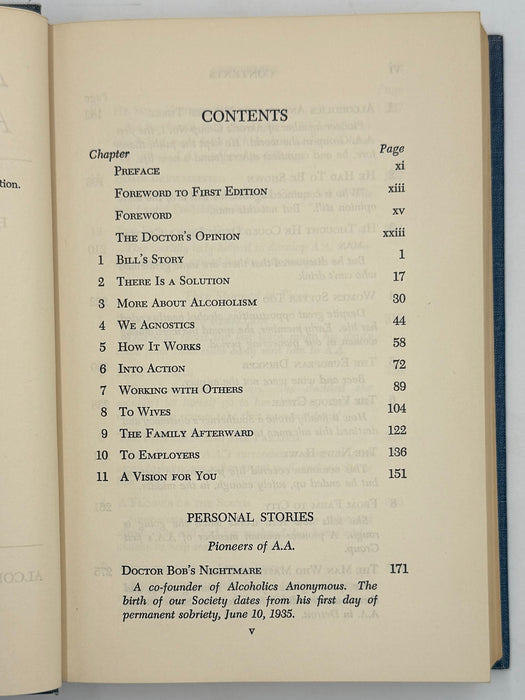 tion.
CONTENTS
Chapter Page
Preface xi
Foreword to First Edition xiii
Foreword xv
The Doctor's Opinion xxiii
1 Bill's Story 1
2 There Is a Solution 17
3 More About Alcoholism 30
4 We Agnostics 44
5 How It Works 58
6 Into Action 72
7 Working with Others 89
8 To Wives 104
9 The Family Afterward 122
10 To Employers 136
11 A Vision for You 151
PERSONAL STORIES
Pioneers of A.A.
Doctor Bob's Nightmare 171
A co-founder of Alcoholics Anonymous. The
birth of our Society dates from his first day of
permanent sobriety, June 10, 1935.
v